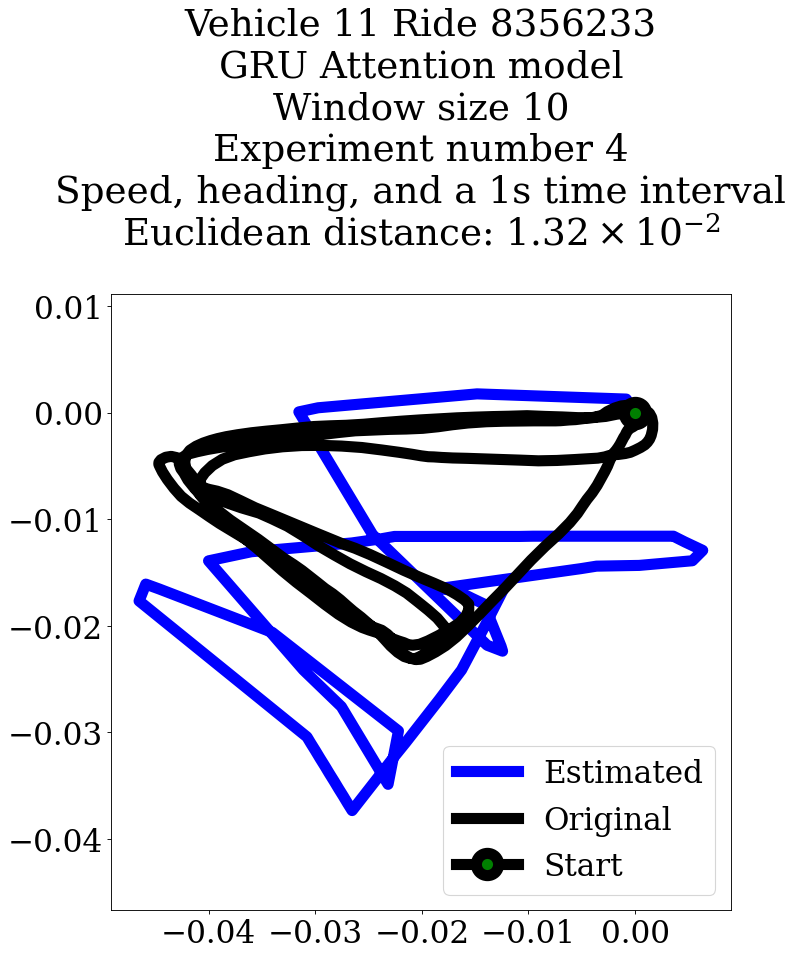 Vehicle 11 Ride 8356233
GRU Attention model
Window size 10
Experiment number 4
Speed, heading, and a 1s time interval
Euclidean distance: 1.32 × 10⁻²
0.01
0.00
−0.01
−0.02
−0.03
−0.04
Estimated
Original
Start
−0.04 −0.03 −0.02 −0.01 0.00